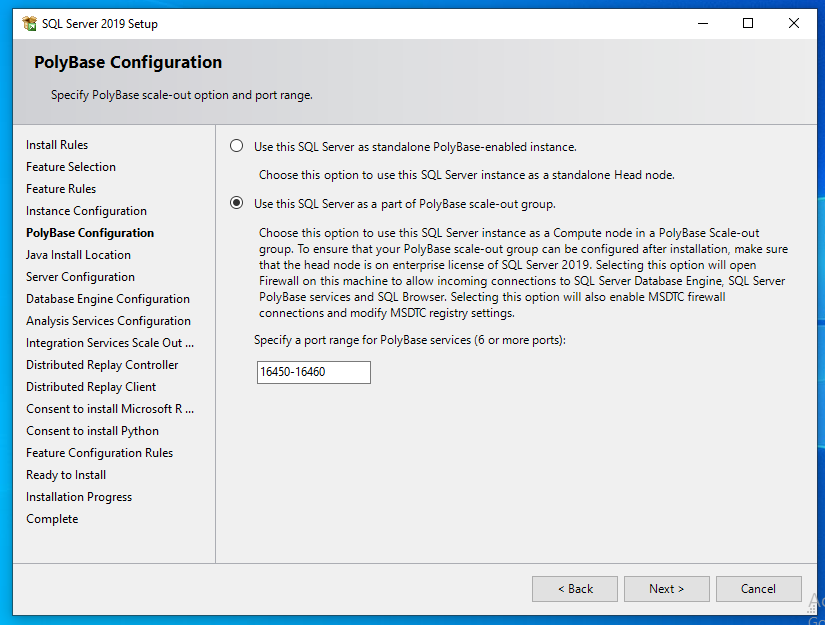 SQL Server 2019 Setup
PolyBase Configuration
Specify PolyBase scale-out option and port range.
Install Rules
Feature Selection
Feature Rules
Instance Configuration
PolyBase Configuration
Java Install Location
Server Configuration
Database Engine Configuration
Analysis Services Configuration
Integration Services Scale Out ...
Distributed Replay Controller
Distributed Replay Client
Consent to install Microsoft R ...
Consent to install Python
Feature Configuration Rules
Ready to Install
Installation Progress
Complete
Use this SQL Server as standalone PolyBase-enabled instance.
Choose this option to use this SQL Server instance as a standalone Head node.
Use this SQL Server as a part of PolyBase scale-out group.
Choose this option to use this SQL Server instance as a Compute node in a PolyBase Scale-out
group. To ensure that your PolyBase scale-out group can be configured after installation, make sure
that the head node is on enterprise license of SQL Server 2019. Selecting this option will open
Firewall on this machine to allow incoming connections to SQL Server Database Engine, SQL Server
PolyBase services and SQL Browser. Selecting this option will also enable MSDTC firewall
connections and modify MSDTC registry settings.
Specify a port range for PolyBase services (6 or more ports):
16450-16460
< Back
Next >
Cancel